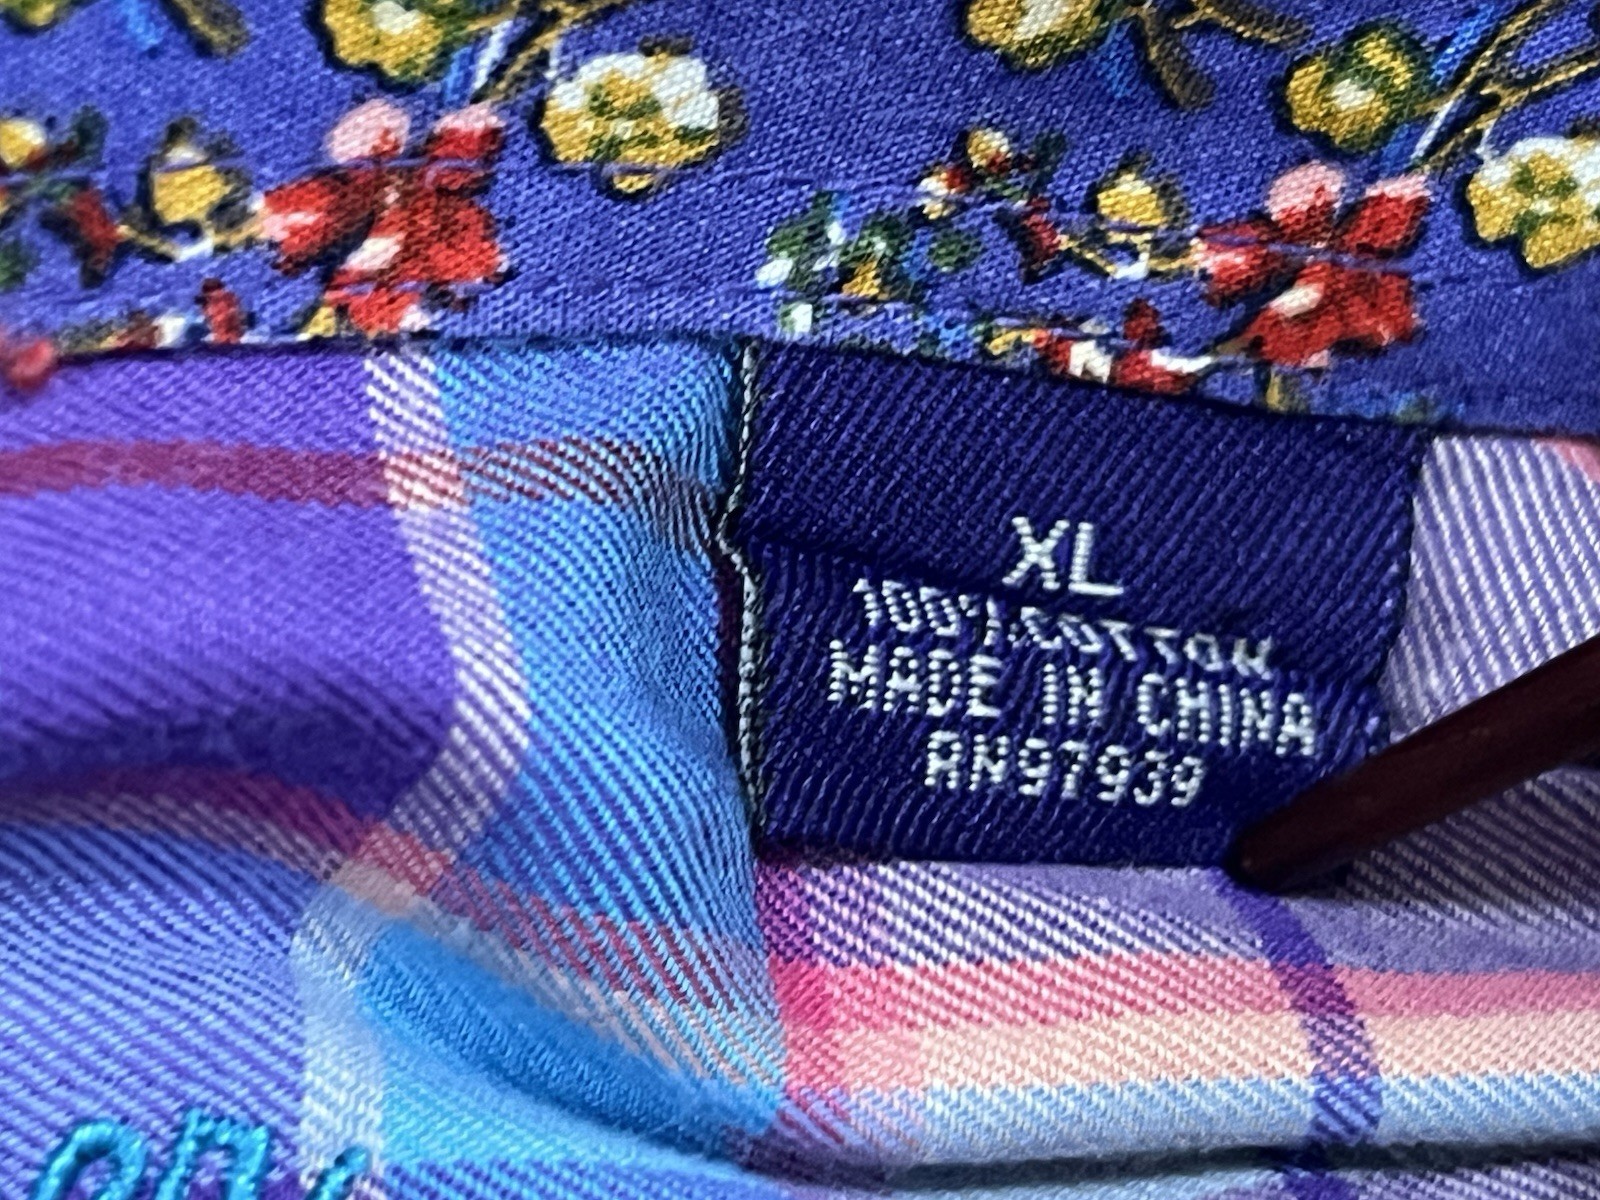 XL
100% COTTON
MADE IN CHINA
RN97939